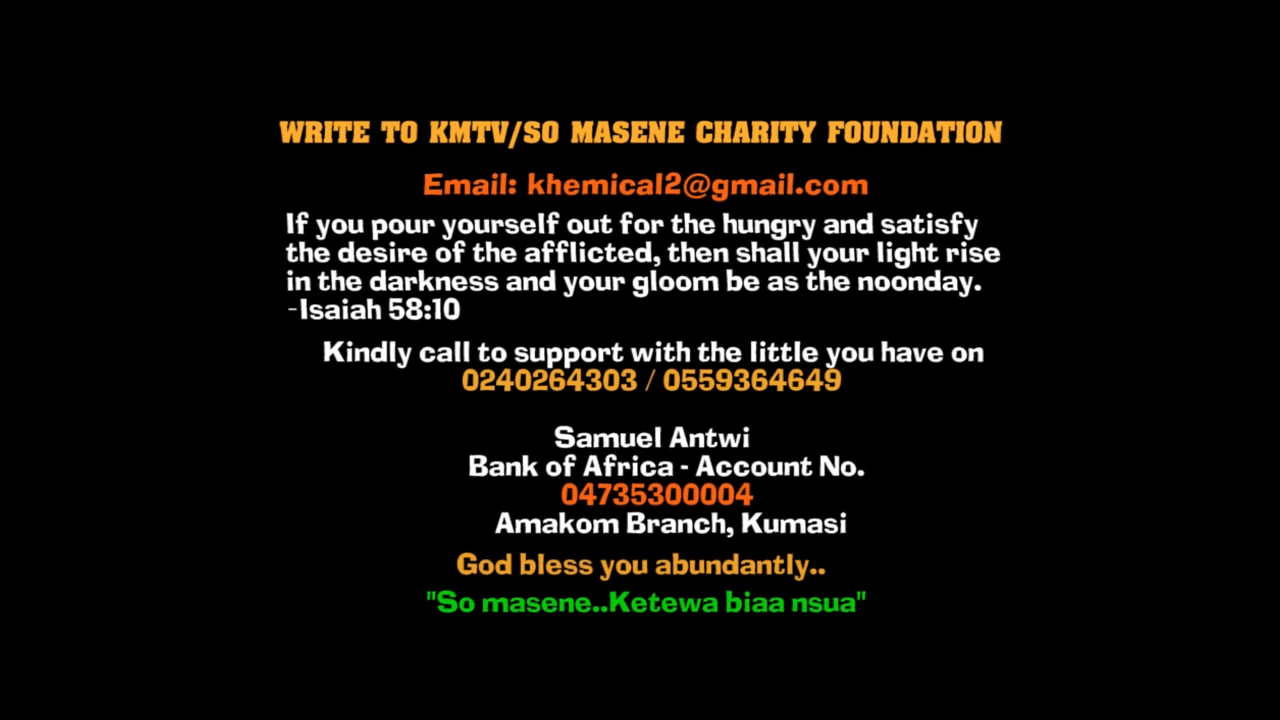 WRITE TO KMTV/SO MASENE CHARITY FOUNDATION
Email: khemical2@gmail.com
If you pour yourself out for the hungry and satisfy
the desire of the afflicted, then shall your light rise
in the darkness and your gloom be as the noonday.
-Isaiah 58:10
Kindly call to support with the little you have on
0240264303 / 0559364649
Samuel Antwi
Bank of Africa - Account No.
04735300004
Amakom Branch, Kumasi
God bless you abundantly..
"So masene..Ketewa biaa nsua"